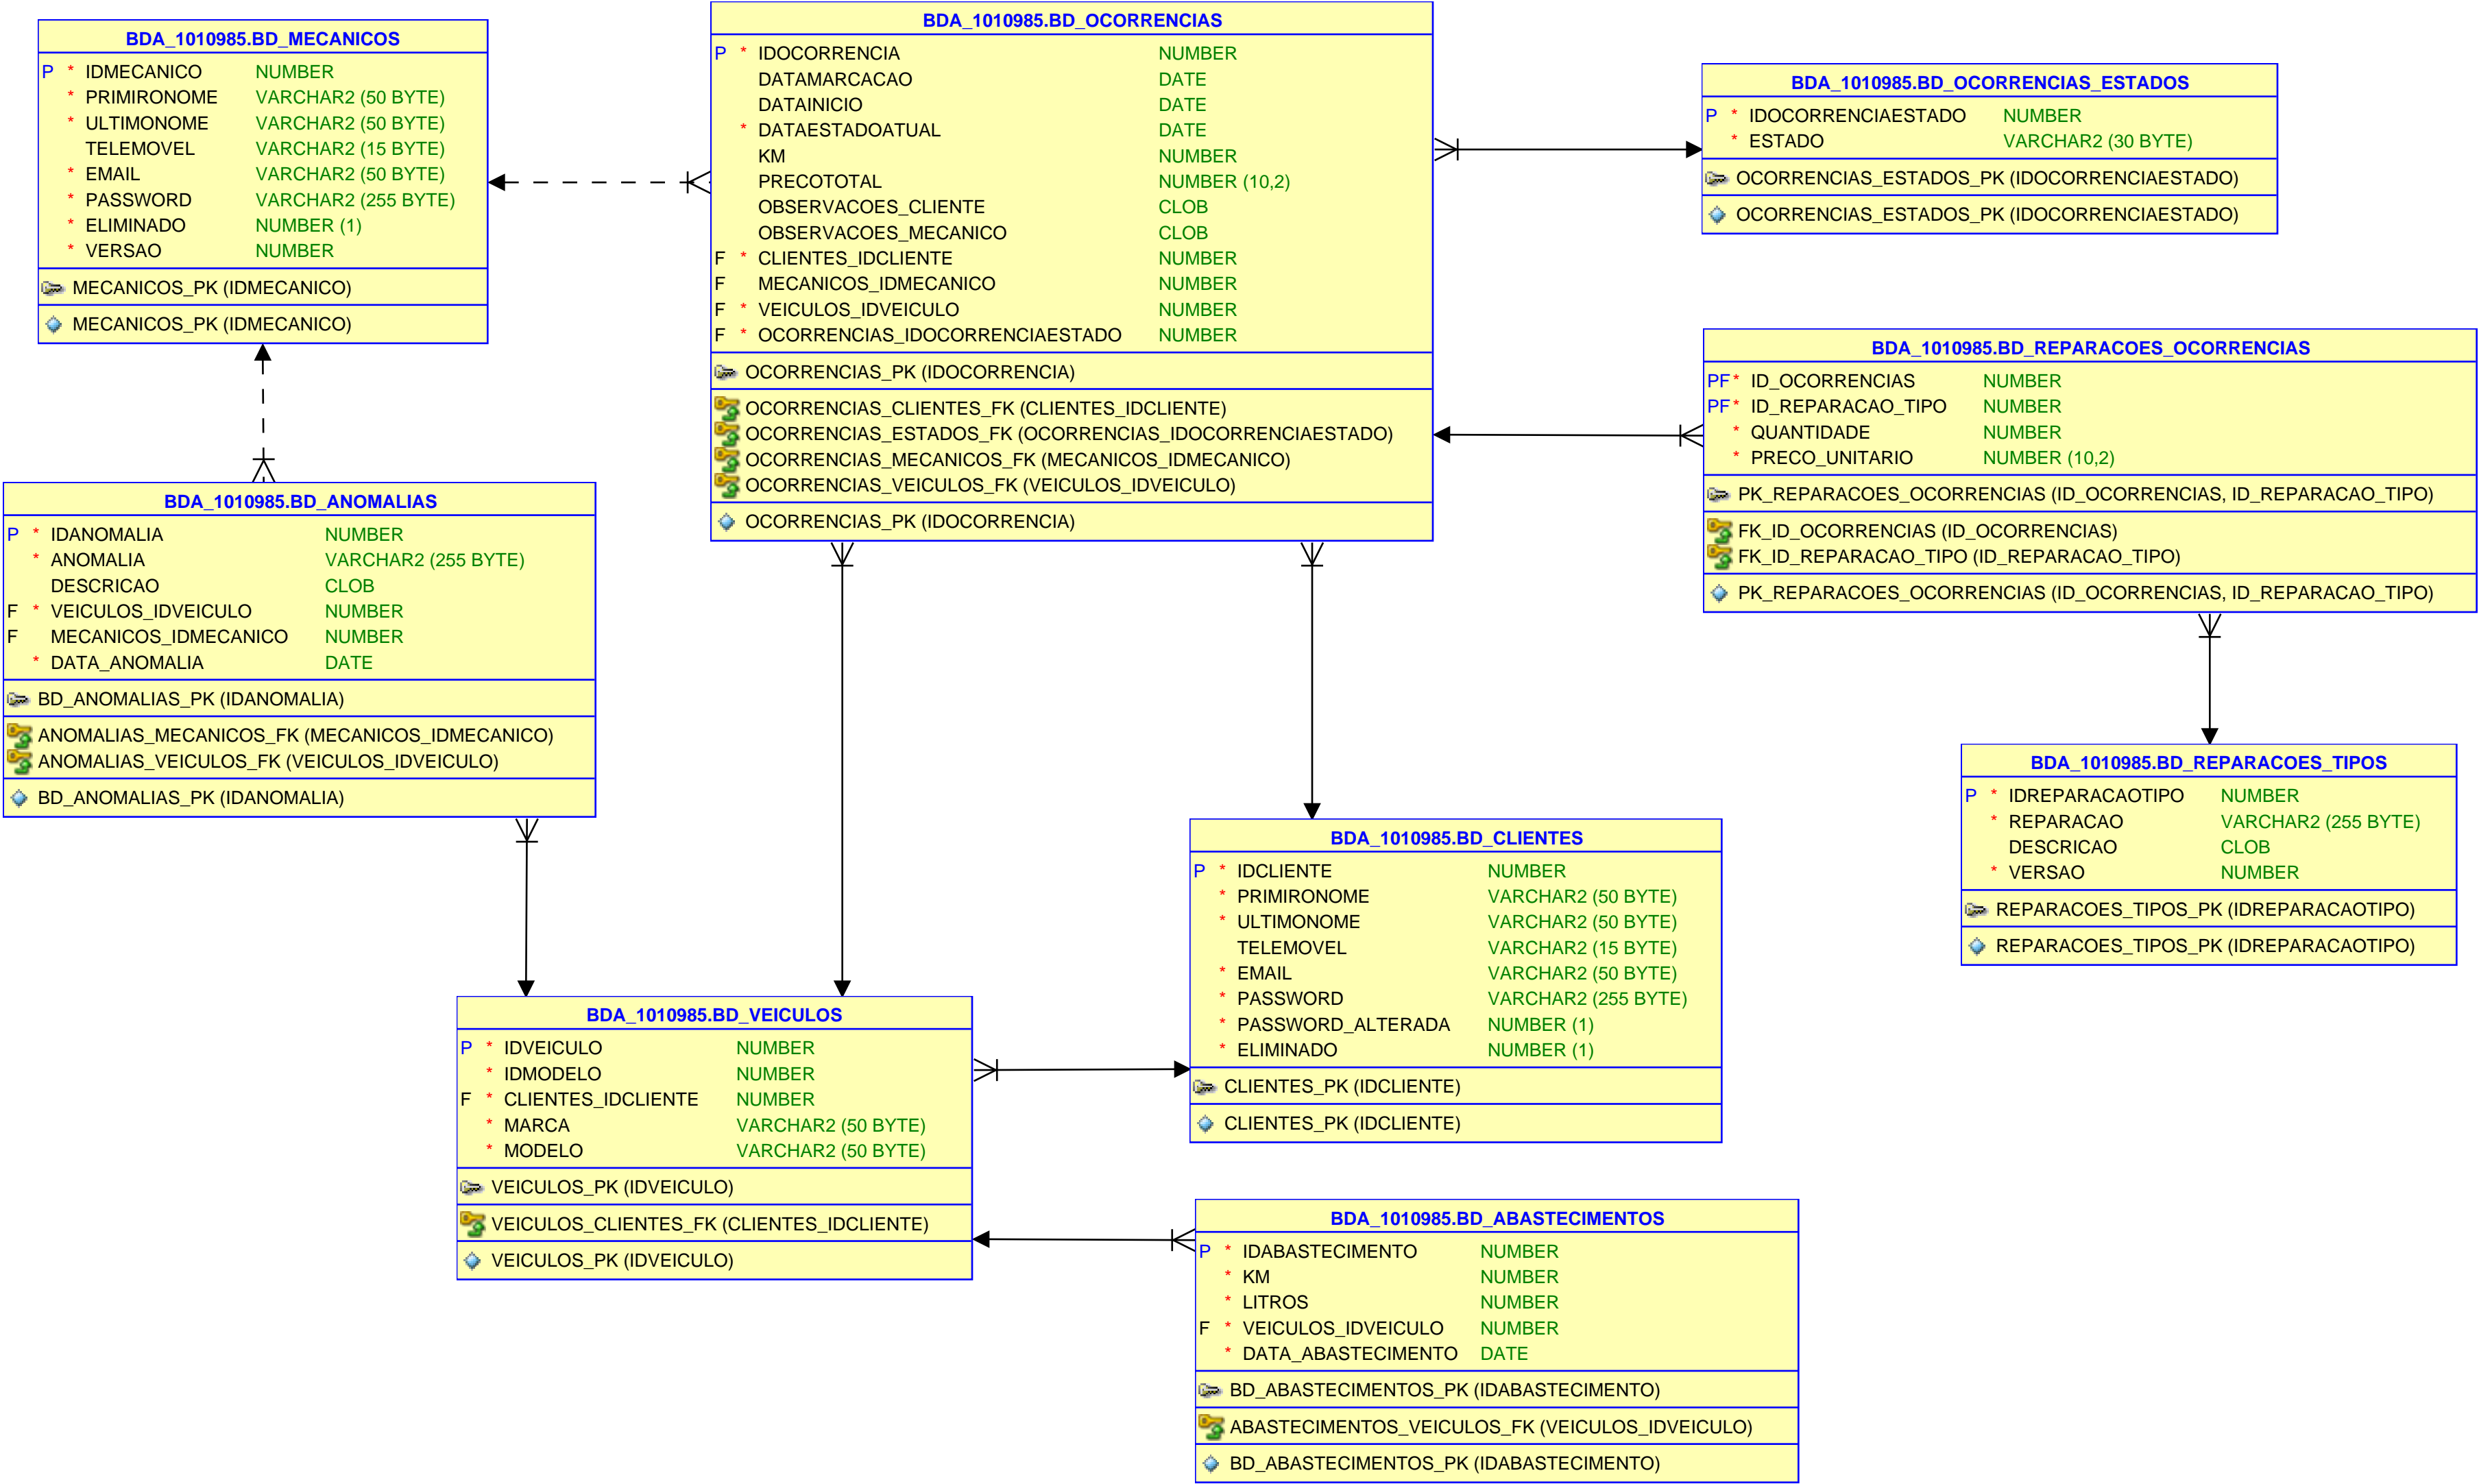 BDA_1010985.BD_MECANICOS
P * IDMECANICO NUMBER
* PRIMIRONOME VARCHAR2 (50 BYTE)
* ULTIMONOME VARCHAR2 (50 BYTE)
TELEMOVEL VARCHAR2 (15 BYTE)
* EMAIL VARCHAR2 (50 BYTE)
* PASSWORD VARCHAR2 (255 BYTE)
* ELIMINADO NUMBER (1)
* VERSAO NUMBER
MECANICOS_PK (IDMECANICO)
MECANICOS_PK (IDMECANICO)
BDA_1010985.BD_OCORRENCIAS
P * IDOCORRENCIA NUMBER
DATAMARCACAO DATE
DATAINICIO DATE
* DATAESTADOATUAL DATE
KM NUMBER
PRECOTOTAL NUMBER (10,2)
OBSERVACOES_CLIENTE CLOB
OBSERVACOES_MECANICO CLOB
F * CLIENTES_IDCLIENTE NUMBER
F MECANICOS_IDMECANICO NUMBER
F * VEICULOS_IDVEICULO NUMBER
F * OCORRENCIAS_IDOCORRENCIAESTADO NUMBER
OCORRENCIAS_PK (IDOCORRENCIA)
OCORRENCIAS_CLIENTES_FK (CLIENTES_IDCLIENTE)
OCORRENCIAS_ESTADOS_FK (OCORRENCIAS_IDOCORRENCIAESTADO)
OCORRENCIAS_MECANICOS_FK (MECANICOS_IDMECANICO)
OCORRENCIAS_VEICULOS_FK (VEICULOS_IDVEICULO)
OCORRENCIAS_PK (IDOCORRENCIA)
BDA_1010985.BD_OCORRENCIAS_ESTADOS
P * IDOCORRENCIAESTADO NUMBER
* ESTADO VARCHAR2 (30 BYTE)
OCORRENCIAS_ESTADOS_PK (IDOCORRENCIAESTADO)
OCORRENCIAS_ESTADOS_PK (IDOCORRENCIAESTADO)
BDA_1010985.BD_REPARACOES_OCORRENCIAS
PF* ID_OCORRENCIAS NUMBER
PF* ID_REPARACAO_TIPO NUMBER
* QUANTIDADE NUMBER
* PRECO_UNITARIO NUMBER (10,2)
PK_REPARACOES_OCORRENCIAS (ID_OCORRENCIAS, ID_REPARACAO_TIPO)
FK_ID_OCORRENCIAS (ID_OCORRENCIAS)
FK_ID_REPARACAO_TIPO (ID_REPARACAO_TIPO)
PK_REPARACOES_OCORRENCIAS (ID_OCORRENCIAS, ID_REPARACAO_TIPO)
BDA_1010985.BD_ANOMALIAS
P * IDANOMALIA NUMBER
* ANOMALIA VARCHAR2 (255 BYTE)
DESCRICAO CLOB
F * VEICULOS_IDVEICULO NUMBER
F MECANICOS_IDMECANICO NUMBER
* DATA_ANOMALIA DATE
BD_ANOMALIAS_PK (IDANOMALIA)
ANOMALIAS_MECANICOS_FK (MECANICOS_IDMECANICO)
ANOMALIAS_VEICULOS_FK (VEICULOS_IDVEICULO)
BD_ANOMALIAS_PK (IDANOMALIA)
BDA_1010985.BD_REPARACOES_TIPOS
P * IDREPARACAOTIPO NUMBER
* REPARACAO VARCHAR2 (255 BYTE)
DESCRICAO CLOB
* VERSAO NUMBER
REPARACOES_TIPOS_PK (IDREPARACAOTIPO)
REPARACOES_TIPOS_PK (IDREPARACAOTIPO)
BDA_1010985.BD_CLIENTES
P * IDCLIENTE NUMBER
* PRIMIRONOME VARCHAR2 (50 BYTE)
* ULTIMONOME VARCHAR2 (50 BYTE)
TELEMOVEL VARCHAR2 (15 BYTE)
* EMAIL VARCHAR2 (50 BYTE)
* PASSWORD VARCHAR2 (255 BYTE)
* PASSWORD_ALTERADA NUMBER (1)
* ELIMINADO NUMBER (1)
CLIENTES_PK (IDCLIENTE)
CLIENTES_PK (IDCLIENTE)
BDA_1010985.BD_VEICULOS
P * IDVEICULO NUMBER
* IDMODELO NUMBER
F * CLIENTES_IDCLIENTE NUMBER
* MARCA VARCHAR2 (50 BYTE)
* MODELO VARCHAR2 (50 BYTE)
VEICULOS_PK (IDVEICULO)
VEICULOS_CLIENTES_FK (CLIENTES_IDCLIENTE)
VEICULOS_PK (IDVEICULO)
BDA_1010985.BD_ABASTECIMENTOS
P * IDABASTECIMENTO NUMBER
* KM NUMBER
* LITROS NUMBER
F * VEICULOS_IDVEICULO NUMBER
* DATA_ABASTECIMENTO DATE
BD_ABASTECIMENTOS_PK (IDABASTECIMENTO)
ABASTECIMENTOS_VEICULOS_FK (VEICULOS_IDVEICULO)
BD_ABASTECIMENTOS_PK (IDABASTECIMENTO)